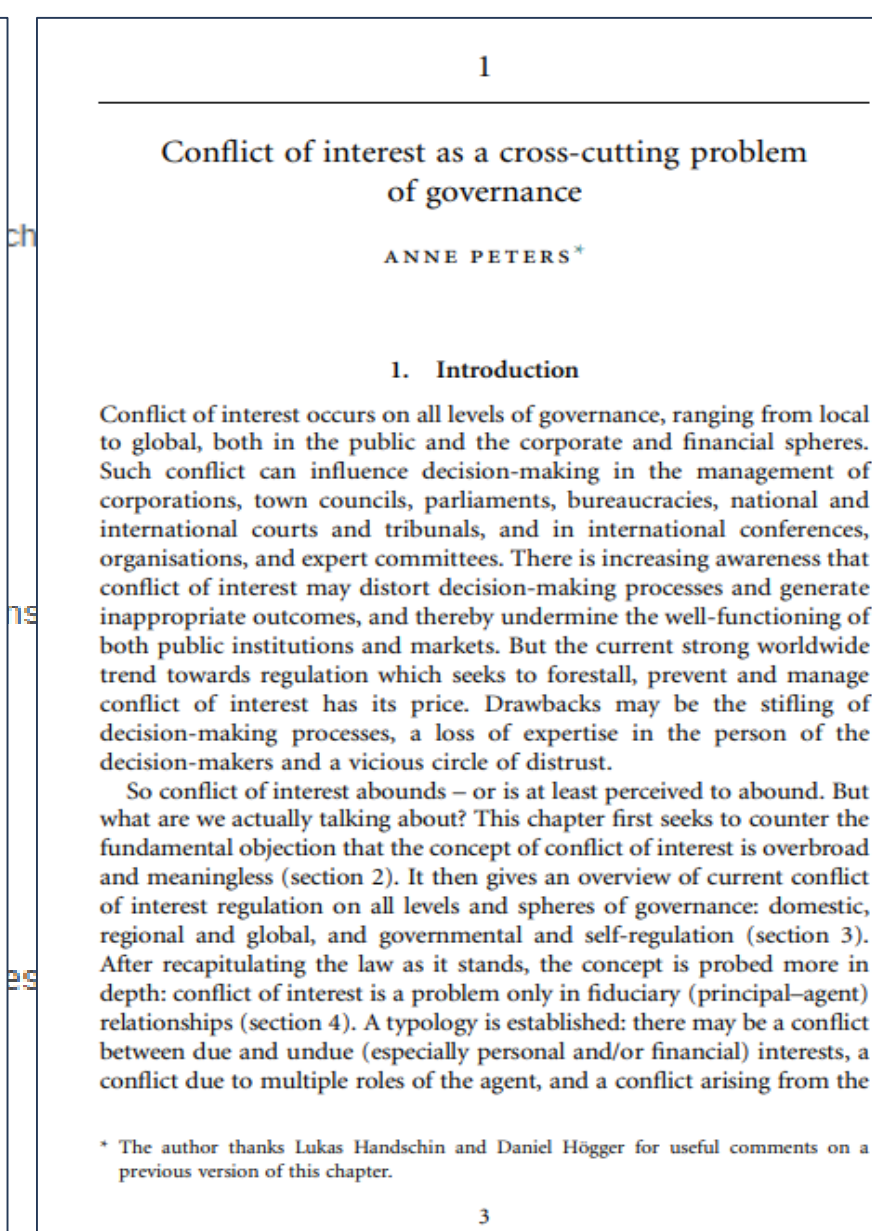 1
Conflict of interest as a cross-cutting problem
of governance
ANNE PETERS*
1. Introduction
Conflict of interest occurs on all levels of governance, ranging from local
to global, both in the public and the corporate and financial spheres.
Such conflict can influence decision-making in the management of
corporations, town councils, parliaments, bureaucracies, national and
international courts and tribunals, and in international conferences,
organisations, and expert committees. There is increasing awareness that
conflict of interest may distort decision-making processes and generate
inappropriate outcomes, and thereby undermine the well-functioning of
both public institutions and markets. But the current strong worldwide
trend towards regulation which seeks to forestall, prevent and manage
conflict of interest has its price. Drawbacks may be the stifling of
decision-making processes, a loss of expertise in the person of the
decision-makers and a vicious circle of distrust.
So conflict of interest abounds – or is at least perceived to abound. But
what are we actually talking about? This chapter first seeks to counter the
fundamental objection that the concept of conflict of interest is overbroad
and meaningless (section 2). It then gives an overview of current conflict
of interest regulation on all levels and spheres of governance: domestic,
regional and global, and governmental and self-regulation (section 3).
After recapitulating the law as it stands, the concept is probed more in
depth: conflict of interest is a problem only in fiduciary (principal–agent)
relationships (section 4). A typology is established: there may be a conflict
between due and undue (especially personal and/or financial) interests, a
conflict due to multiple roles of the agent, and a conflict arising from the
* The author thanks Lukas Handschin and Daniel Högger for useful comments on a
previous version of this chapter.
3